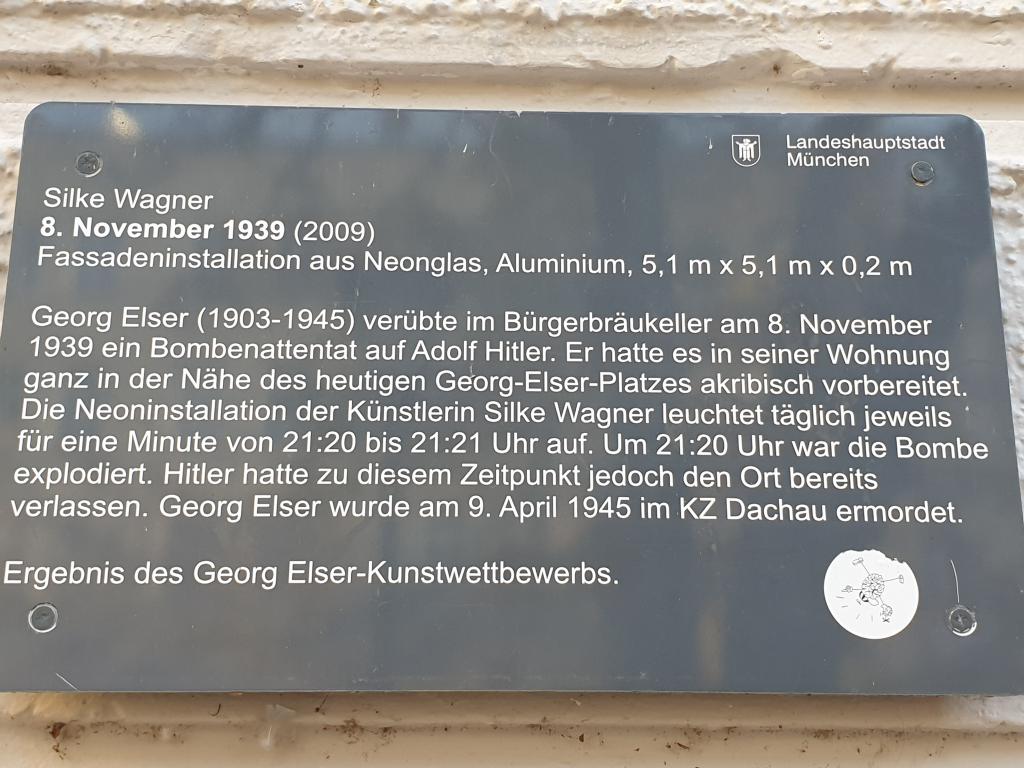 Landeshauptstadt
München
Silke Wagner
8. November 1939 (2009)
Fassadeninstallation aus Neonglas, Aluminium, 5,1 m x 5,1 m x 0,2 m
Georg Elser (1903-1945) verübte im Bürgerbräukeller am 8. November
1939 ein Bombenattentat auf Adolf Hitler. Er hatte es in seiner Wohnung
ganz in der Nähe des heutigen Georg-Elser-Platzes akribisch vorbereitet.
Die Neoninstallation der Künstlerin Silke Wagner leuchtet täglich jeweils
für eine Minute von 21:20 bis 21:21 Uhr auf. Um 21:20 Uhr war die Bombe
explodiert. Hitler hatte zu diesem Zeitpunkt jedoch den Ort bereits
verlassen. Georg Elser wurde am 9. April 1945 im KZ Dachau ermordet.
Ergebnis des Georg Elser-Kunstwettbewerbs.